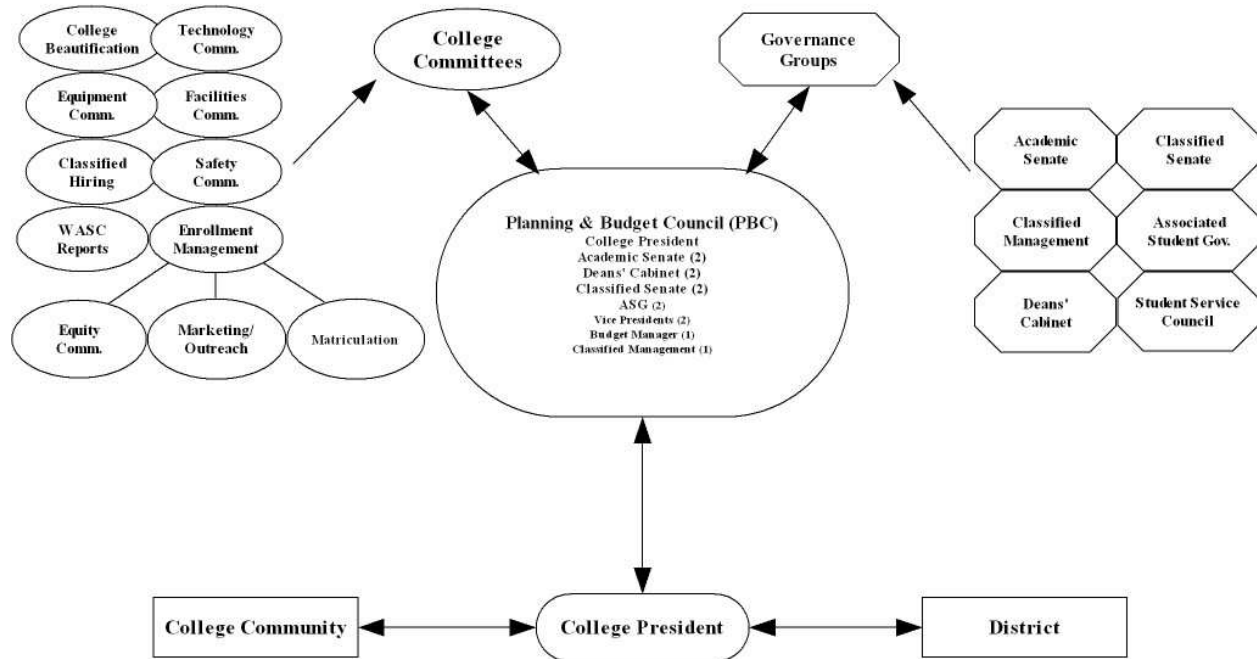 College
Beautification
Technology
Comm.
College
Committees
Governance
Groups
Equipment
Comm.
Facilities
Comm.
Classified
Hiring
Safety
Comm.
WASC
Reports
Enrollment
Management
Equity
Comm.
Marketing/
Outreach
Matriculation
Planning & Budget Council (PBC)
College President
Academic Senate (2)
Deans' Cabinet (2)
Classified Senate (2)
ASG (2)
Vice Presidents (2)
Budget Manager (1)
Classified Management (1)
Academic
Senate
Classified
Senate
Classified
Management
Associated
Student Gov.
Deans'
Cabinet
Student Service
Council
College Community
College President
District